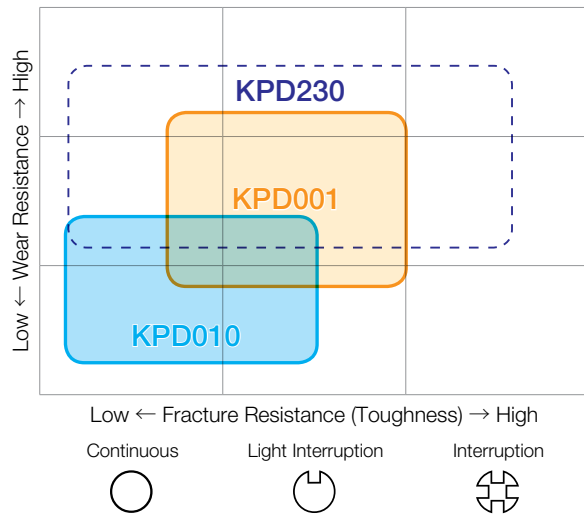 KPD230
KPD001
KPD010
Low ← Wear Resistance → High
Low ← Fracture Resistance (Toughness) → High
Continuous
Light Interruption
Interruption